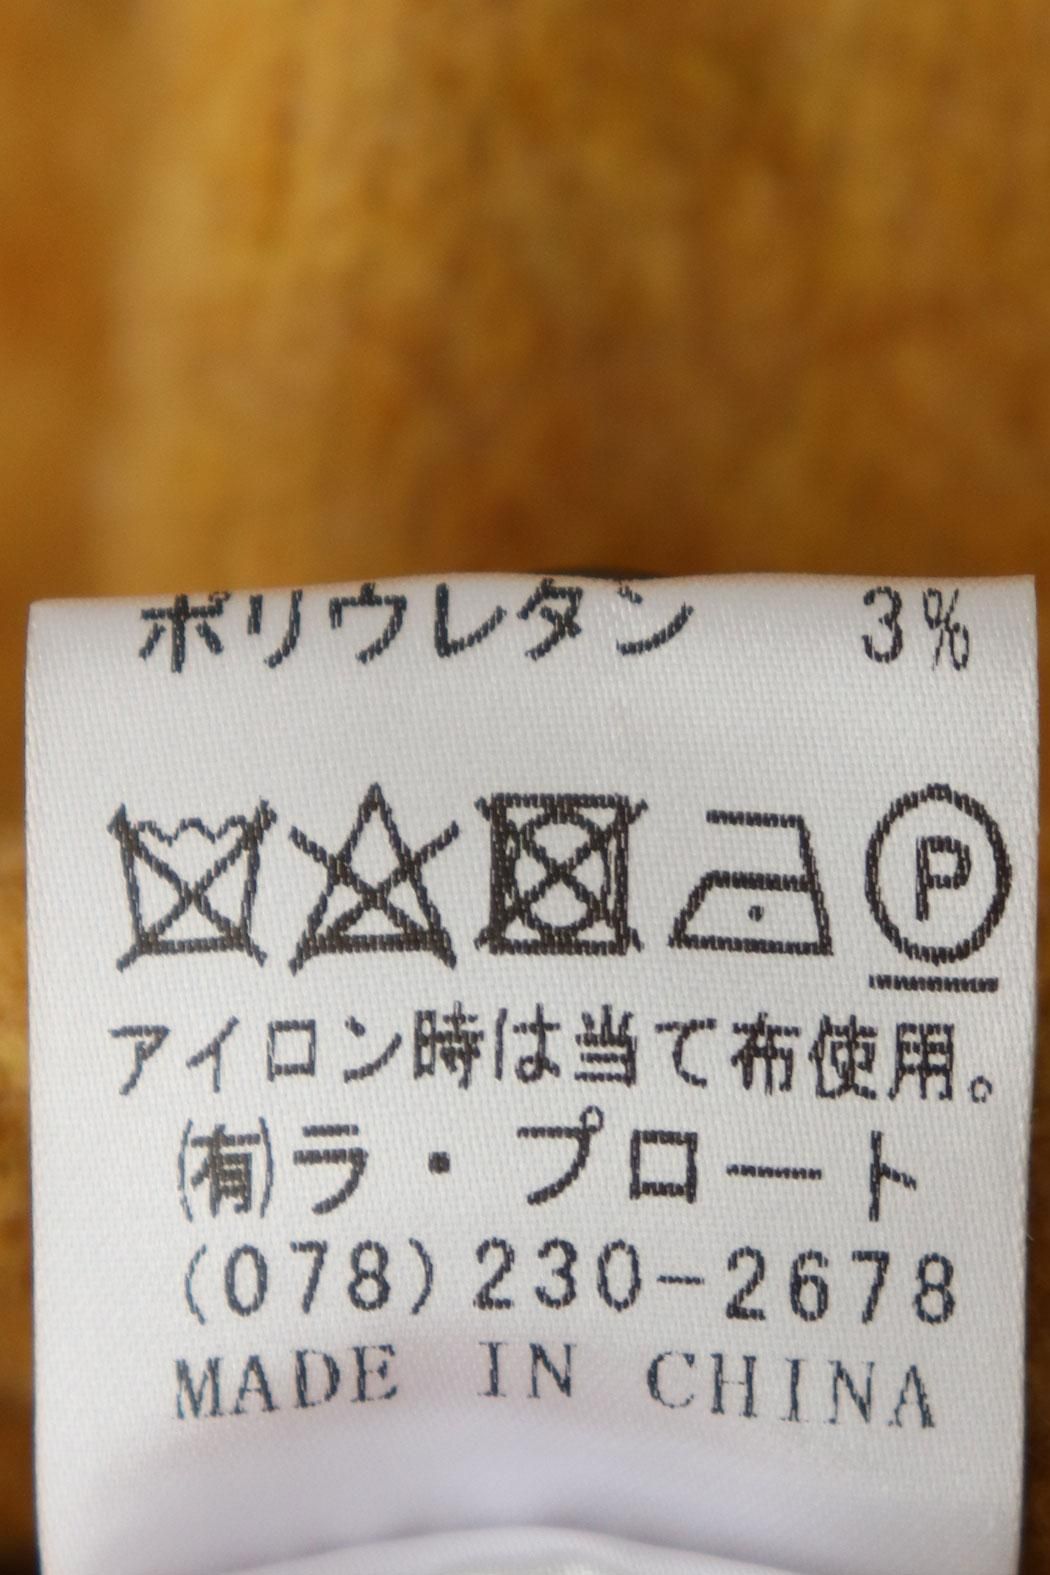 ポリウレタン 3%
P
アイロン時は当て布使用。
(有)ラ・プロート
(078)230-2678
MADE IN CHINA